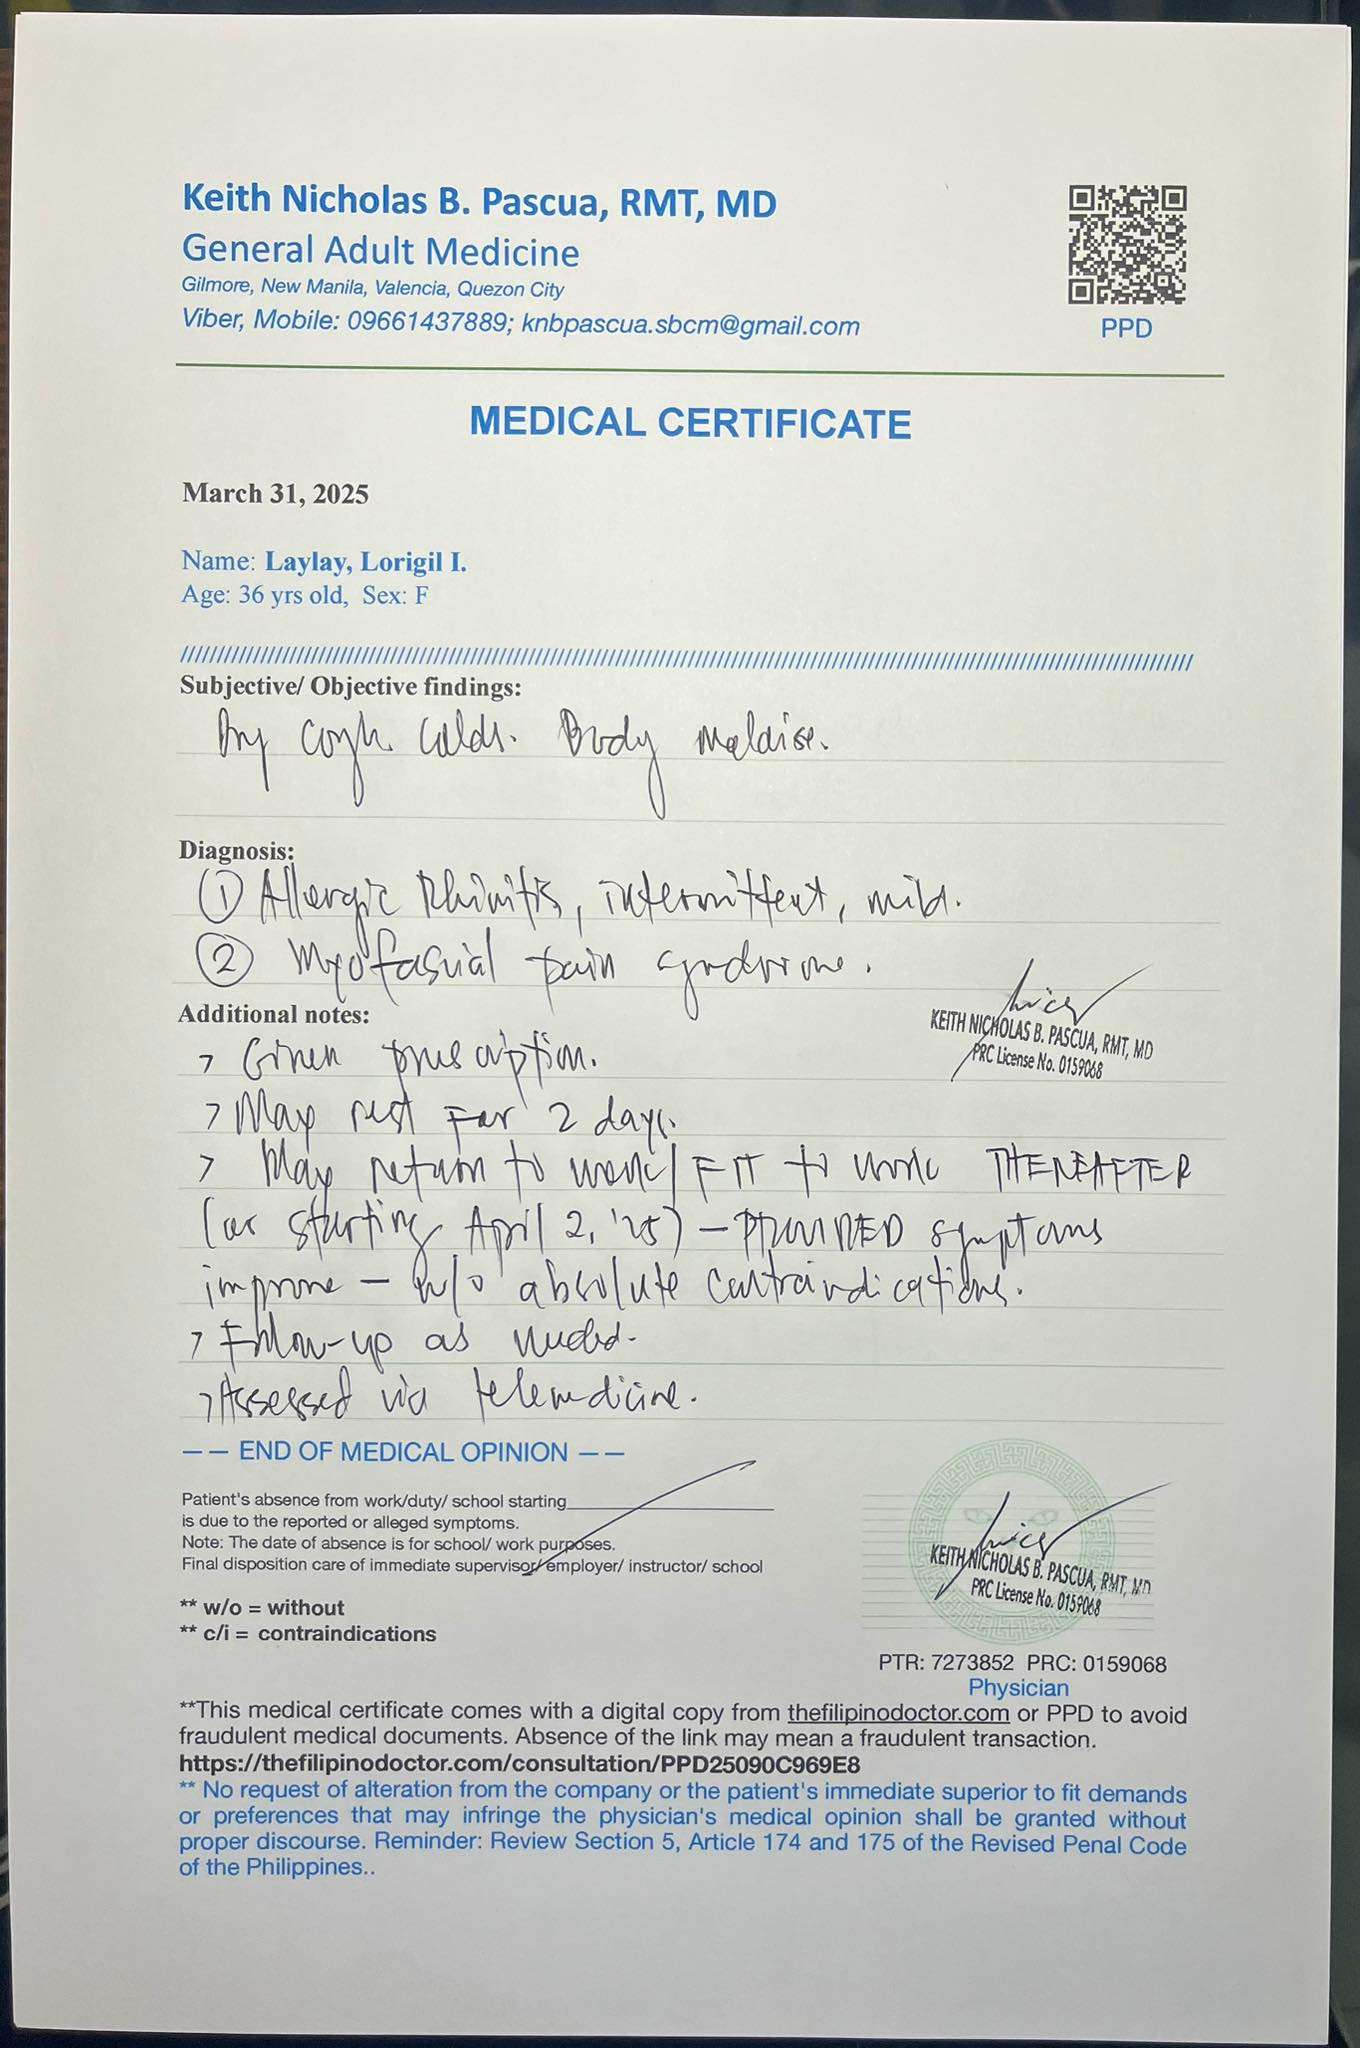 Keith Nicholas B. Pascua, RMT, MD
General Adult Medicine
Gilmore, New Manila, Valencia, Quezon City
Viber, Mobile: 09661437889; knbpascua.sbcm@gmail.com
PPD
MEDICAL CERTIFICATE
March 31, 2025
Name: Laylay, Lorigil I.
Age: 36 yrs old, Sex: F
Subjective/ Objective findings:
Dry cough. Colds. Body malaise.
Diagnosis:
① Allergic Rhinitis, intermittent, mild.
② Myofascial pain syndrome.
KEITH NICHOLAS B. PASCUA, RMT, MD
PRC License No. 0159068
Additional notes:
> Given prescription.
> May rest for 2 days.
> May return to work/ FIT to work THEREAFTER
(or starting April 2, '25) – PROVIDED symptoms
improve – w/o absolute contraindications.
> Follow-up as needed.
> Assessed via telemedicine.
—— END OF MEDICAL OPINION ——
Patient's absence from work/duty/ school starting
is due to the reported or alleged symptoms.
Note: The date of absence is for school/ work purposes.
Final disposition care of immediate supervisor/ employer/ instructor/ school
** w/o = without
** c/i = contraindications
KEITH NICHOLAS B. PASCUA, RMT, MD
PRC License No. 0159068
PTR: 7273852 PRC: 0159068
Physician
**This medical certificate comes with a digital copy from thefilipinodoctor.com or PPD to avoid
fraudulent medical documents. Absence of the link may mean a fraudulent transaction.
https://thefilipinodoctor.com/consultation/PPD25090C969E8
** No request of alteration from the company or the patient's immediate superior to fit demands
or preferences that may infringe the physician's medical opinion shall be granted without
proper discourse. Reminder: Review Section 5, Article 174 and 175 of the Revised Penal Code
of the Philippines..